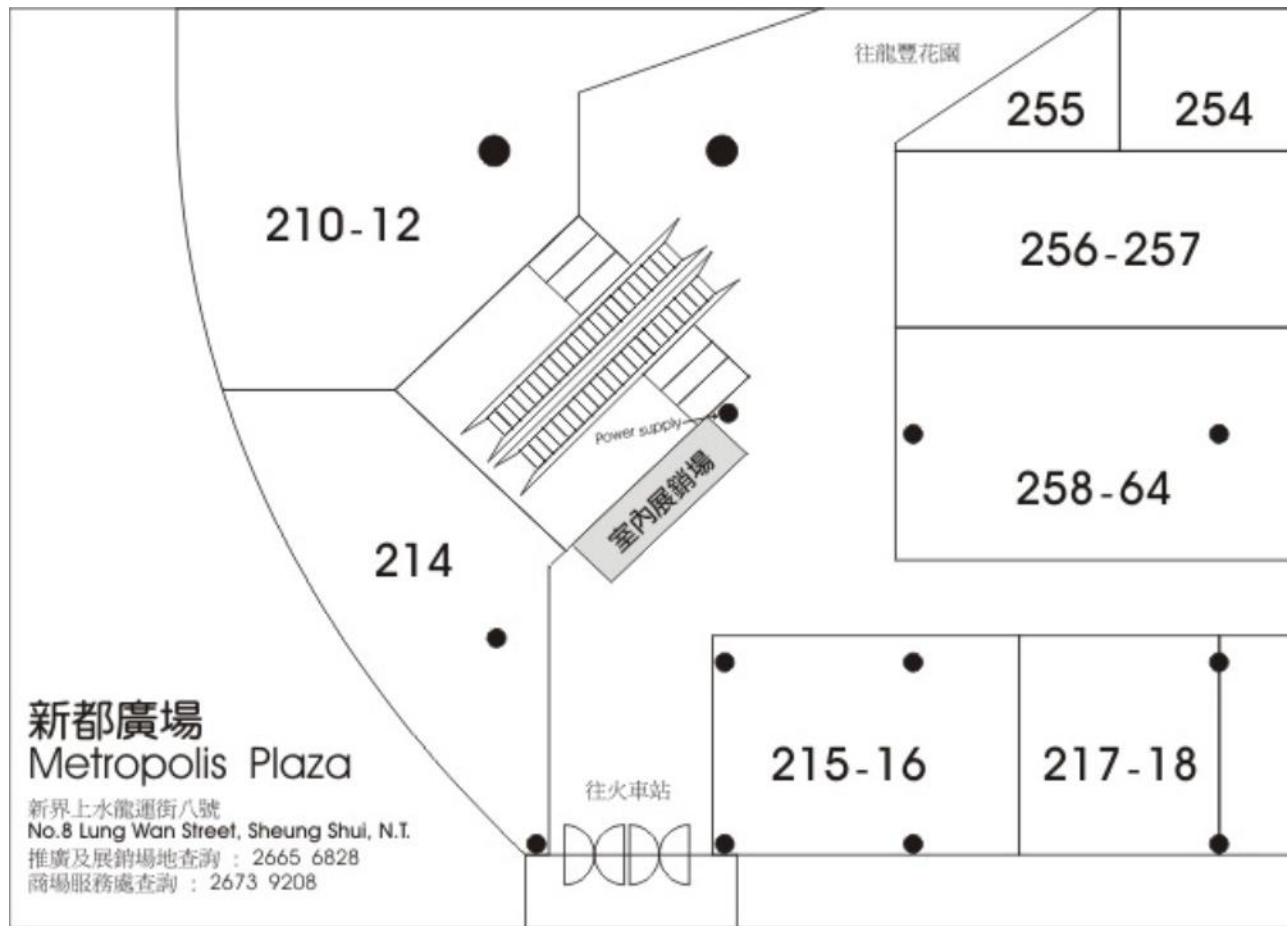 往龍豐花園
255
254
210-12
256-257
Power supply
258-64
室內展銷場
214
新都廣場
Metropolis Plaza
215-16
217-18
往火車站
新界上水龍運街八號
No.8 Lung Wan Street, Sheung Shui, N.T.
推廣及展銷場地查詢 : 2665 6828
商場服務處查詢 : 2673 9208